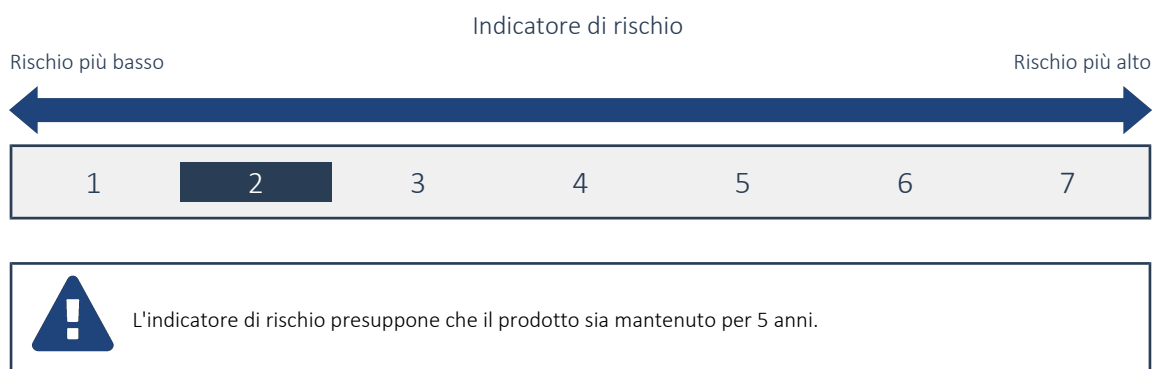 Indicatore di rischio
Rischio più basso Rischio più alto
1 2 3 4 5 6 7
L'indicatore di rischio presuppone che il prodotto sia mantenuto per 5 anni.